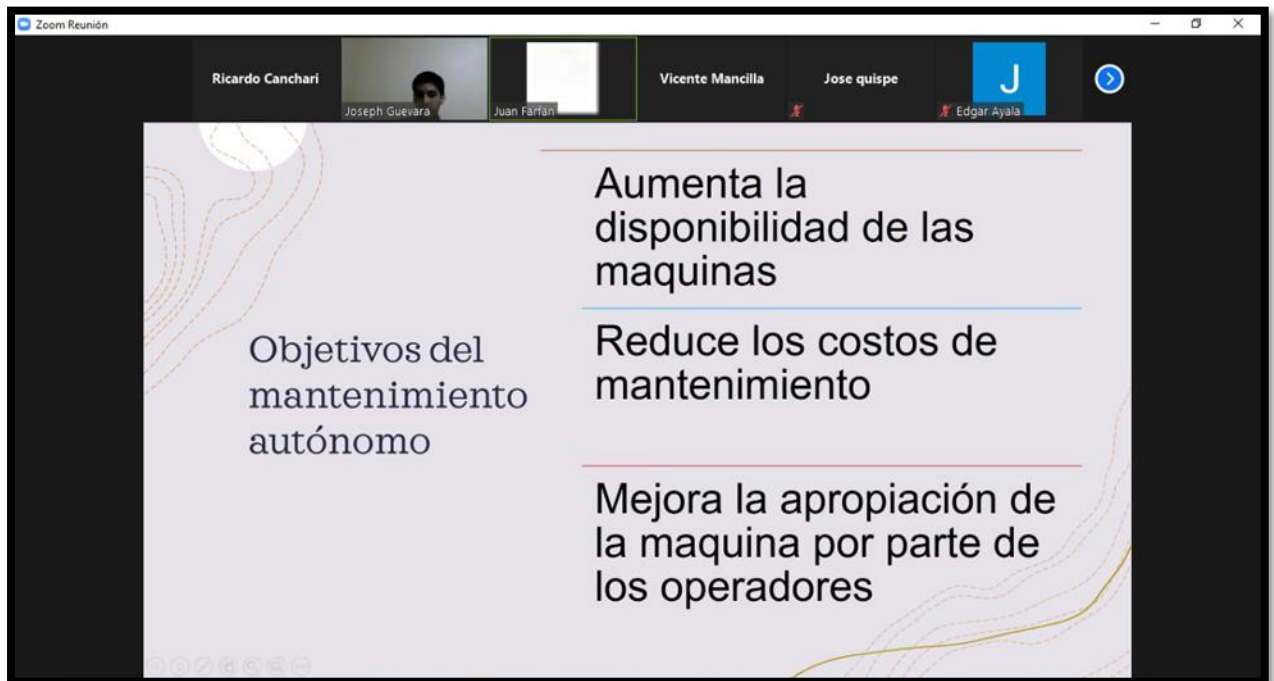 Zoom Reunión
Ricardo Canchari
Joseph Guevara
Juan Farfan
Vicente Mancilla
Jose quispe
J
Edgar Ayala
Objetivos del
mantenimiento
autónomo
Aumenta la
disponibilidad de las
maquinas
Reduce los costos de
mantenimiento
Mejora la apropiación de
la maquina por parte de
los operadores